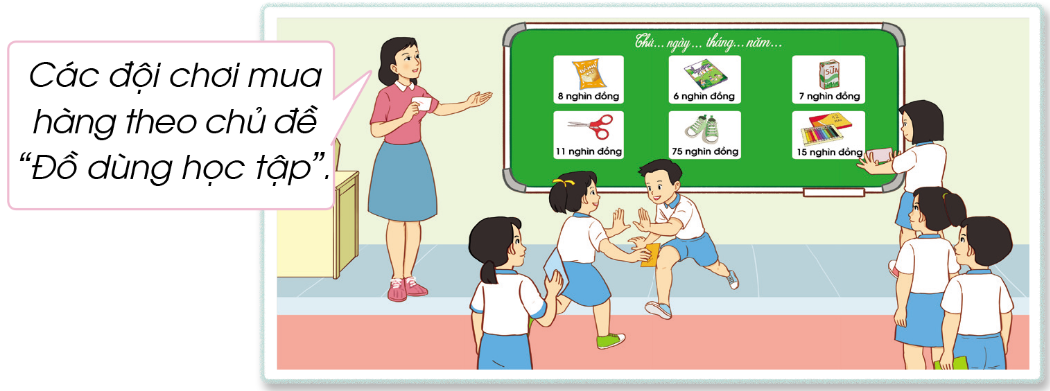 Các đội chơi mua
hàng theo chủ đề
“Đồ dùng học tập”.
Thứ... ngày... tháng... năm...
8 nghìn đồng
6 nghìn đồng
SỮA
7 nghìn đồng
11 nghìn đồng
75 nghìn đồng
15 nghìn đồng